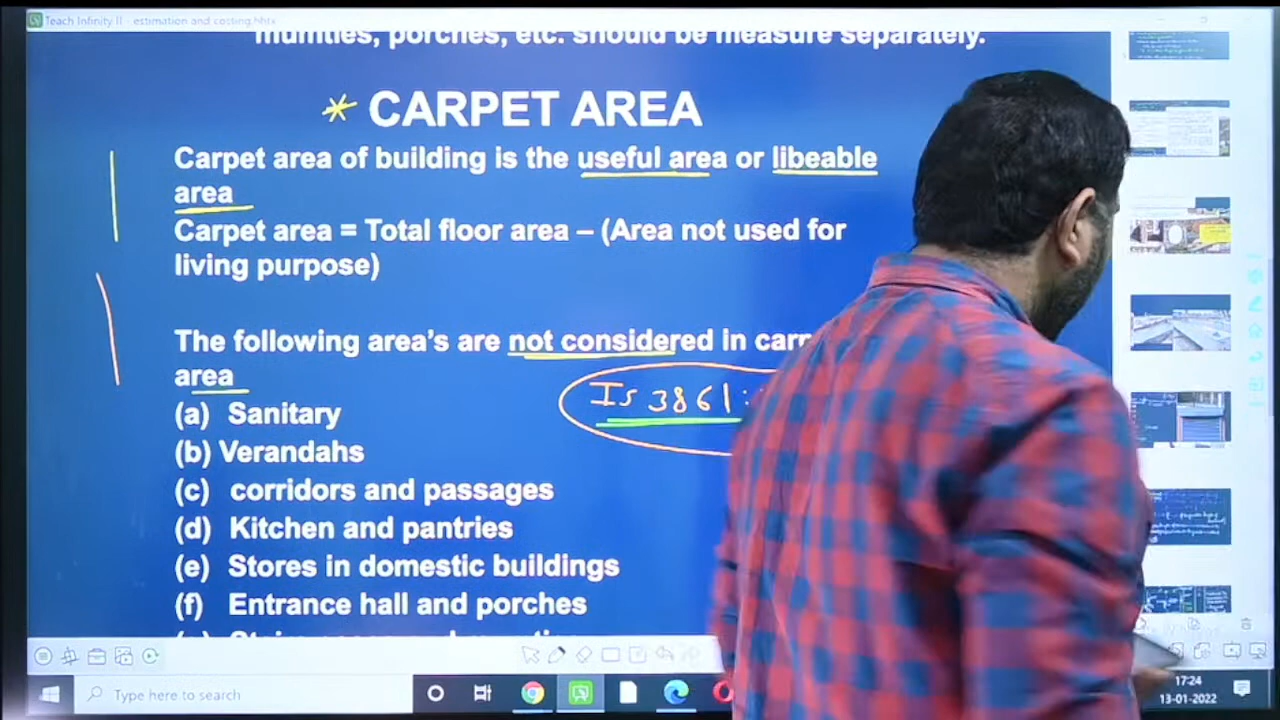 Teach Infinity II - estimation and costing.hhtx
munities, porches, etc. should be measure separately.
* CARPET AREA
Carpet area of building is the useful area or libeable
area
Carpet area = Total floor area – (Area not used for
living purpose)
The following area's are not considered in
area
Is 3861:
(a) Sanitary
(b) Verandahs
(c) corridors and passages
(d) Kitchen and pantries
(e) Stores in domestic buildings
(f) Entrance hall and porches
Type here to search
17:24
13-01-2022